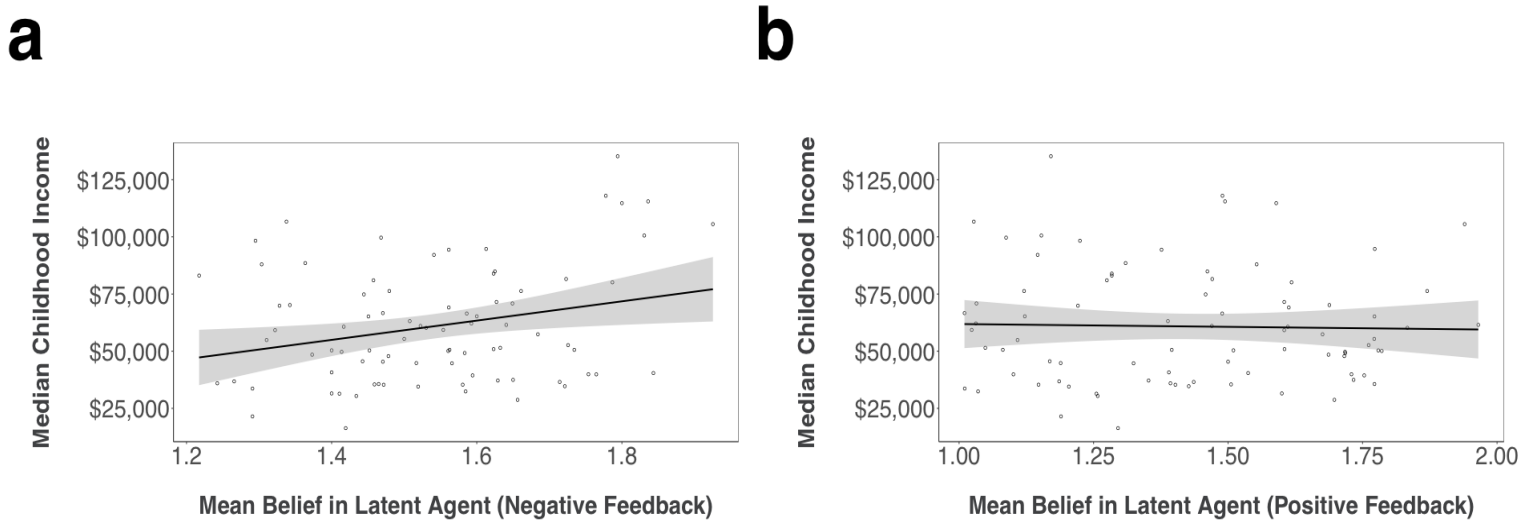 a
Median Childhood Income
$125,000
$100,000
$75,000
$50,000
$25,000
1.2 1.4 1.6 1.8
Mean Belief in Latent Agent (Negative Feedback)
b
Median Childhood Income
$125,000
$100,000
$75,000
$50,000
$25,000
1.00 1.25 1.50 1.75 2.00
Mean Belief in Latent Agent (Positive Feedback)